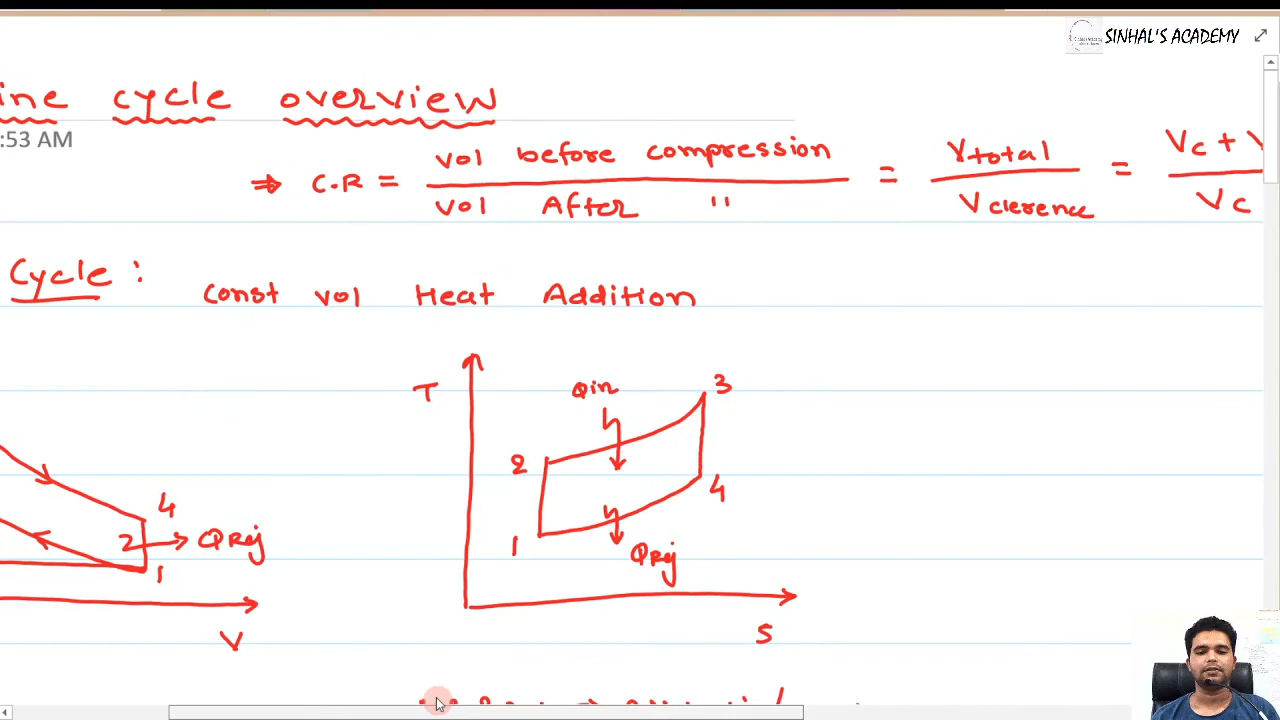 SINHAL'S ACADEMY
ine cycle overview
:53 AM
⇒ C.R = vol before compression / vol After " = Vtotal / Vclerence = Vc + V / Vc
Cycle : const vol Heat Addition
T
Qin
3
2
4
1
QRej
S
4
2
QRej
1
V